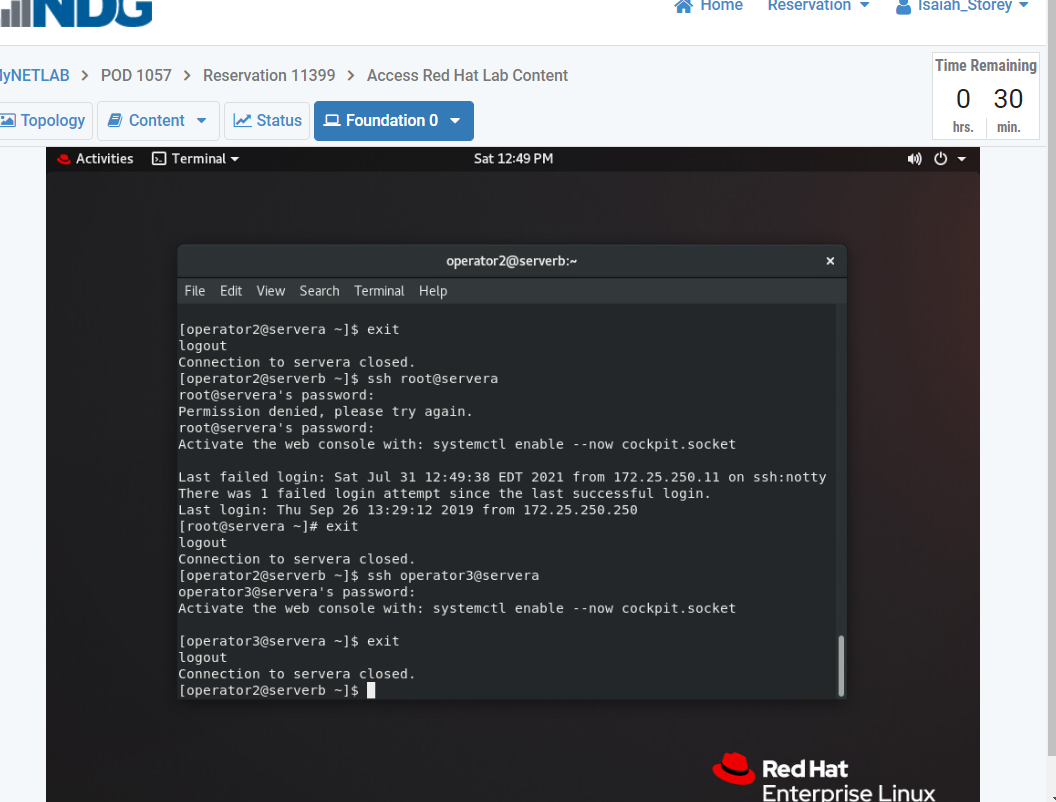 NDG
Home Reservation Isaiah_Storey
Time Remaining
0 30
hrs. min.
MyNETLAB > POD 1057 > Reservation 11399 > Access Red Hat Lab Content
Topology Content Status Foundation 0
Activities Terminal Sat 12:49 PM
operator2@serverb:~ ×
File Edit View Search Terminal Help
[operator2@servera ~]$ exit
logout
Connection to servera closed.
[operator2@serverb ~]$ ssh root@servera
root@servera's password:
Permission denied, please try again.
root@servera's password:
Activate the web console with: systemctl enable --now cockpit.socket
Last failed login: Sat Jul 31 12:49:38 EDT 2021 from 172.25.250.11 on ssh:notty
There was 1 failed login attempt since the last successful login.
Last login: Thu Sep 26 13:29:12 2019 from 172.25.250.250
[root@servera ~]# exit
logout
Connection to servera closed.
[operator2@serverb ~]$ ssh operator3@servera
operator3@servera's password:
Activate the web console with: systemctl enable --now cockpit.socket
[operator3@servera ~]$ exit
logout
Connection to servera closed.
[operator2@serverb ~]$
Red Hat
Enterprise Linux